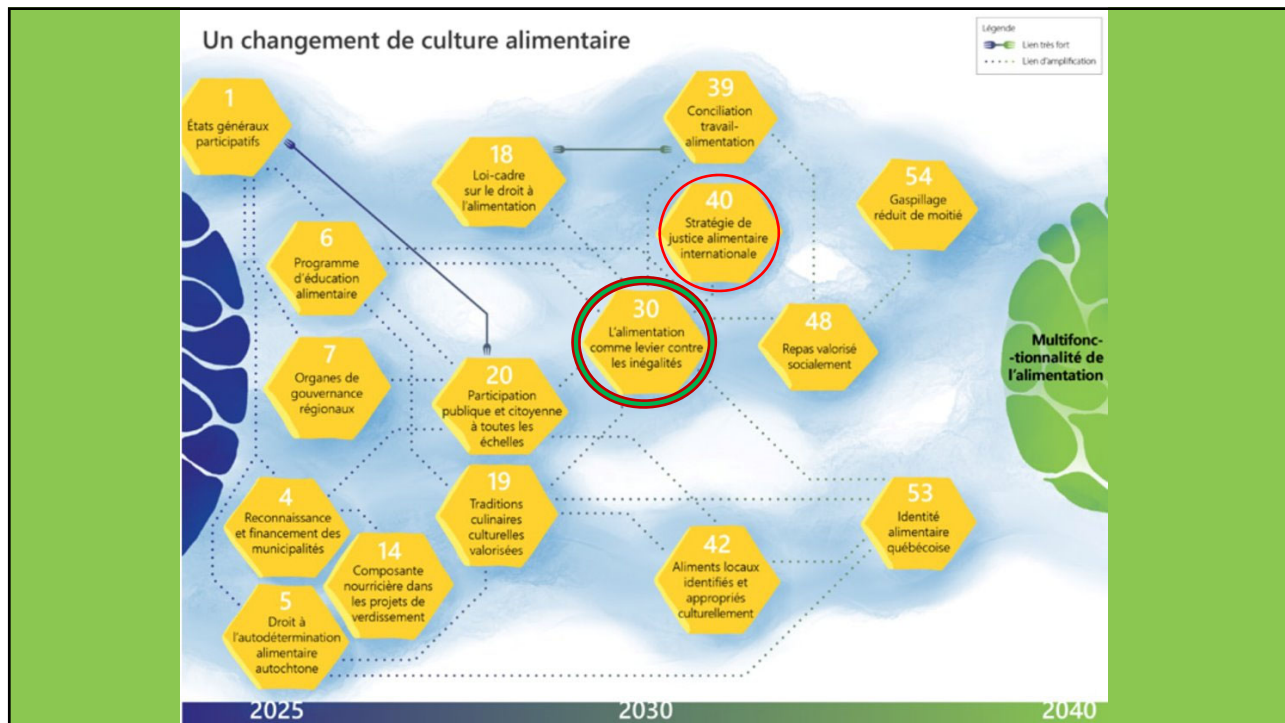 Un changement de culture alimentaire
Légende
Lien très fort
Lien d'amplification
1
États généraux
participatifs
39
Conciliation
travail-
alimentation
18
Loi-cadre
sur le droit à
l'alimentation
54
Gaspillage
réduit de moitié
40
Stratégie de
justice alimentaire
internationale
6
Programme
d'éducation
alimentaire
30
L'alimentation
comme levier contre
les inégalités
48
Repas valorisé
socialement
Multifonc-
-tionnalité de
l'alimentation
7
Organes de
gouvernance
régionaux
20
Participation
publique et citoyenne
à toutes les
échelles
19
Traditions
culinaires
culturelles
valorisées
53
Identité
alimentaire
québécoise
4
Reconnaissance
et financement des
municipalités
14
Composante
nourricière dans
les projets de
verdissement
42
Aliments locaux
identifiés et
appropriés
culturellement
5
Droit à
l'autodétermination
alimentaire
autochtone
2025
2030
2040